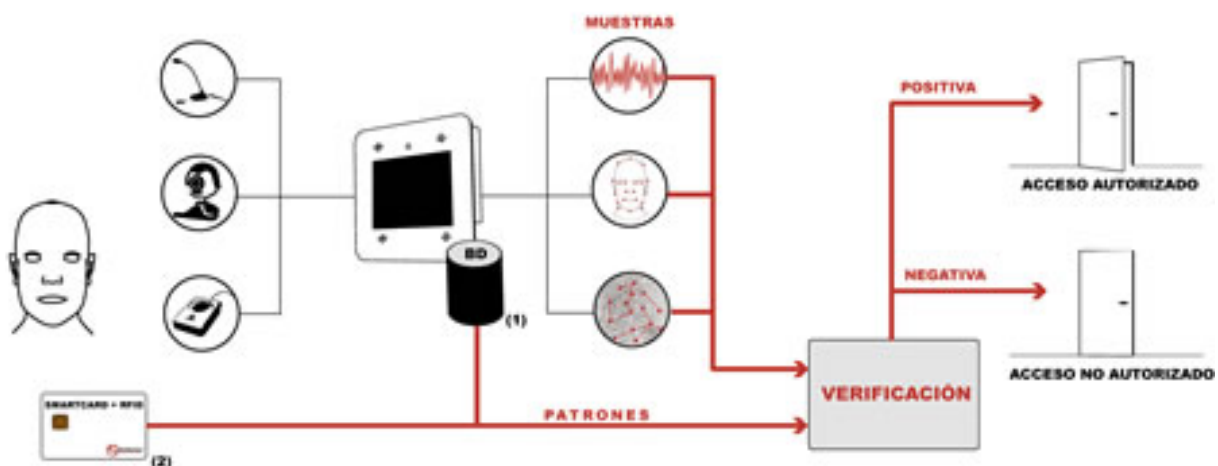 MUESTRAS
POSITIVA
ACCESO AUTORIZADO
BD
(1)
NEGATIVA
ACCESO NO AUTORIZADO
VERIFICACIÓN
PATRONES
SMARTCARD + RFID
(2)